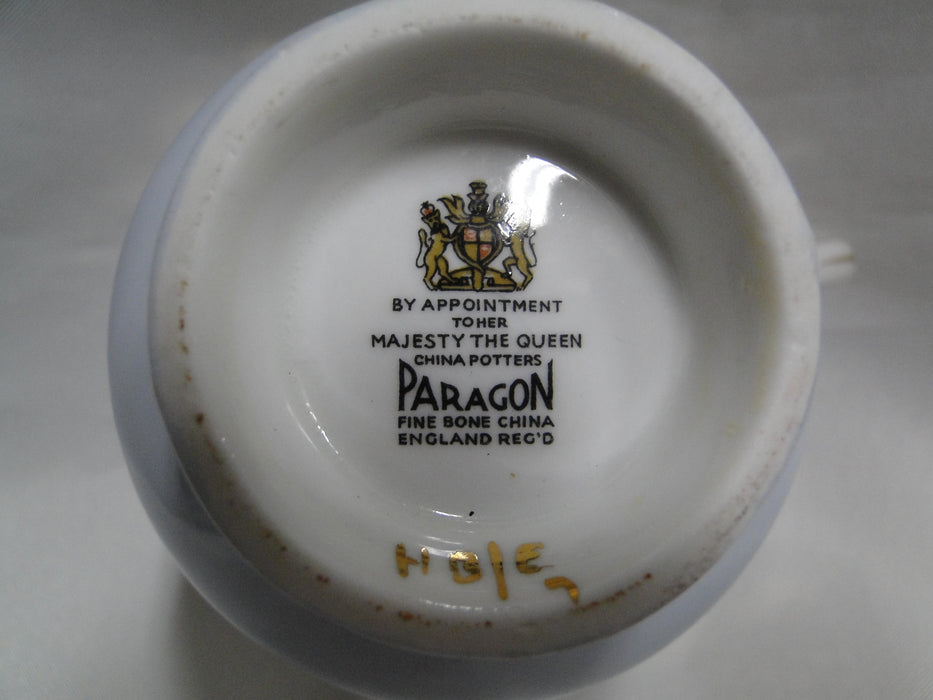 BY APPOINTMENT
TO HER
MAJESTY THE QUEEN
CHINA POTTERS
PARAGON
FINE BONE CHINA
ENGLAND REG'D
H B/E